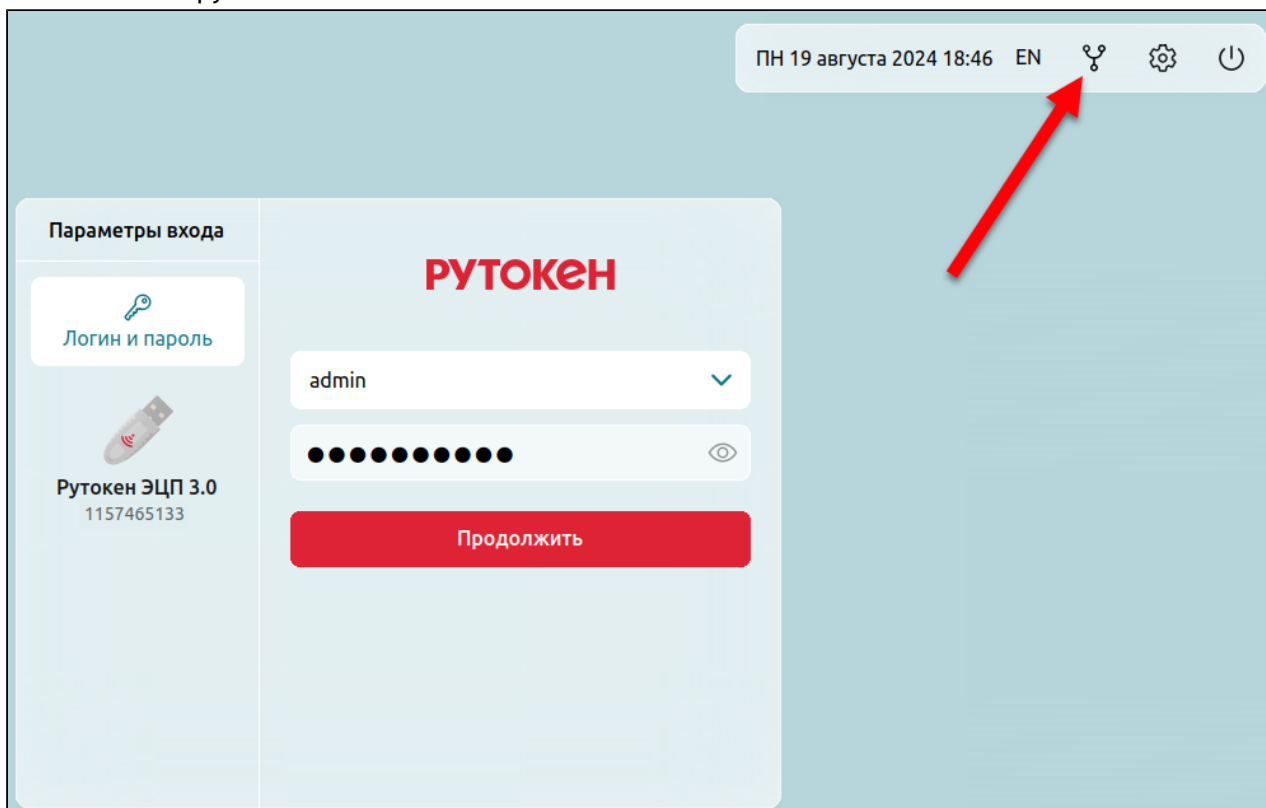 ПН 19 августа 2024 18:46 EN
Параметры входа
Логин и пароль
Рутокен ЭЦП 3.0
1157465133
РУТОКЕН
admin
●●●●●●●●●●
Продолжить